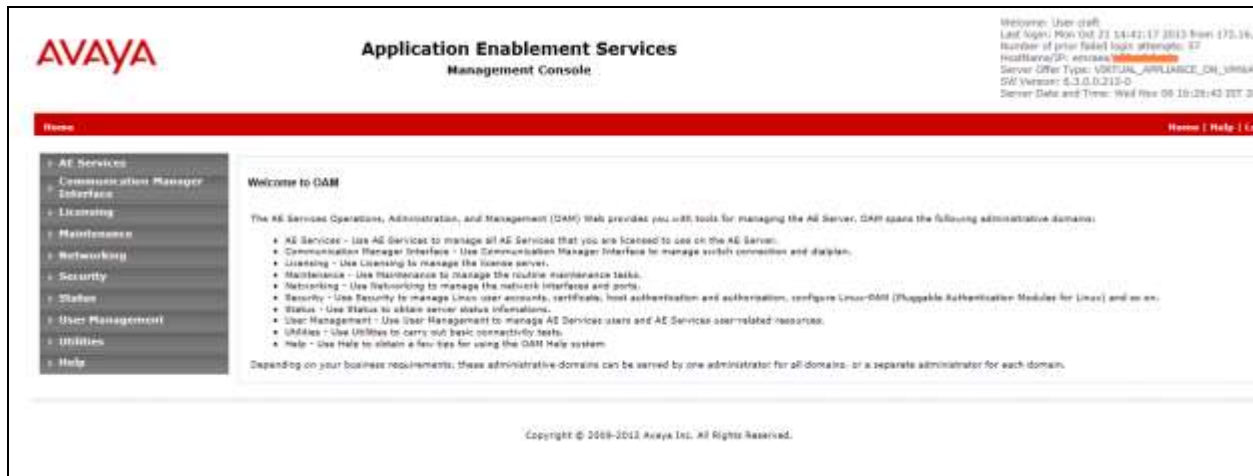 AVAYA
Application Enablement Services
Management Console
Welcome: User craft
Last login: Mon Oct 21 14:41:17 2013 from 172.16.
Number of prior failed login attempts: 57
HostName/IP:
Server Offer Type: VIRTUAL_APPLIANCE_ON_VMWA
SW Version: 6.3.0.0.212-0
Server Date and Time: Wed Nov 06 16:26:43 IST 2
Home
Home | Help | L
AE Services
Communication Manager
Interface
Licensing
Maintenance
Networking
Security
Status
User Management
Utilities
Help
Welcome to OAM
The AE Services Operations, Administration, and Management (OAM) Web provides you with tools for managing the AE Server. OAM spans the following administrative domains:
• AE Services - Use AE Services to manage all AE Services that you are licensed to use on the AE Server.
• Communication Manager Interface - Use Communication Manager Interface to manage switch connection and dialplan.
• Licensing - Use Licensing to manage the license server.
• Maintenance - Use Maintenance to manage the routine maintenance tasks.
• Networking - Use Networking to manage the network interfaces and ports.
• Security - Use Security to manage Linux user accounts, certificate, host authentication and authorization, configure Linux-PAM (Pluggable Authentication Modules for Linux) and so on.
• Status - Use Status to obtain server status infomations.
• User Management - Use User Management to manage AE Services users and AE Services user-related resources.
• Utilities - Use Utilities to carry out basic connectivity tests.
• Help - Use Help to obtain a few tips for using the OAM Help system
Depending on your business requirements, these administrative domains can be served by one administrator for all domains, or a separate administrator for each domain.
Copyright © 2009-2012 Avaya Inc. All Rights Reserved.